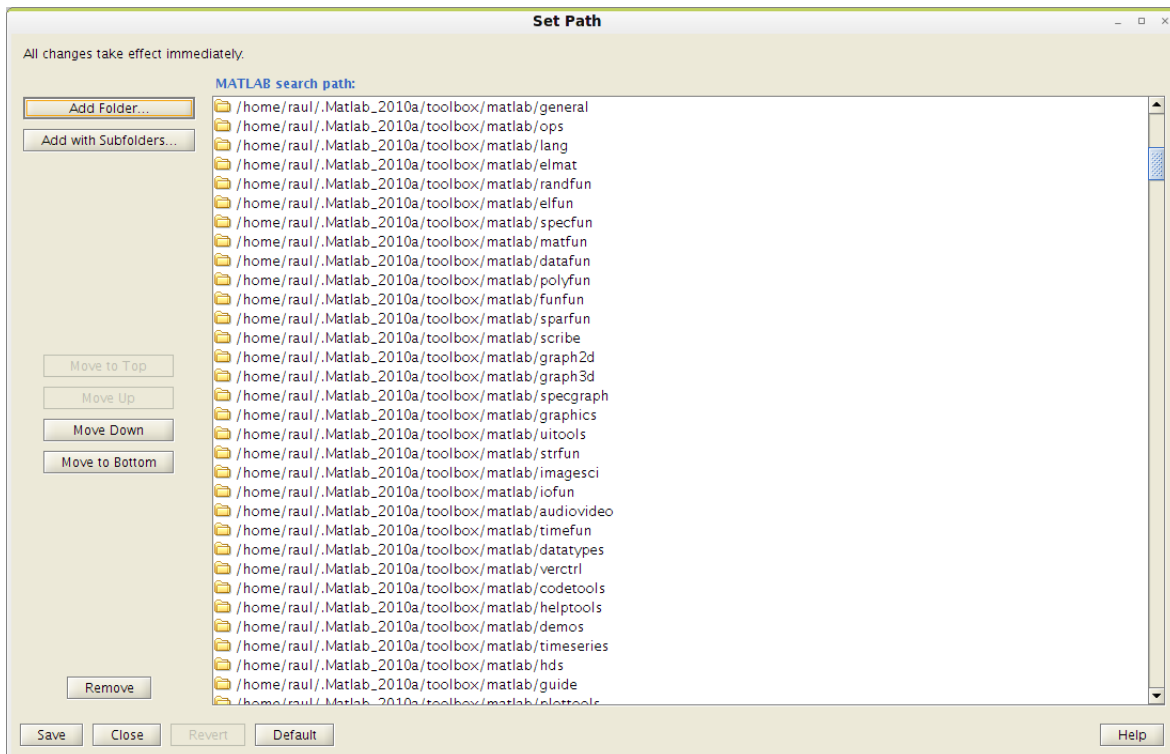 Set Path
All changes take effect immediately.
MATLAB search path:
Add Folder...
Add with Subfolders...
/home/raul/.Matlab_2010a/toolbox/matlab/general
/home/raul/.Matlab_2010a/toolbox/matlab/ops
/home/raul/.Matlab_2010a/toolbox/matlab/lang
/home/raul/.Matlab_2010a/toolbox/matlab/elmat
/home/raul/.Matlab_2010a/toolbox/matlab/randfun
/home/raul/.Matlab_2010a/toolbox/matlab/elfun
/home/raul/.Matlab_2010a/toolbox/matlab/specfun
/home/raul/.Matlab_2010a/toolbox/matlab/matfun
/home/raul/.Matlab_2010a/toolbox/matlab/datafun
/home/raul/.Matlab_2010a/toolbox/matlab/polyfun
/home/raul/.Matlab_2010a/toolbox/matlab/funfun
/home/raul/.Matlab_2010a/toolbox/matlab/sparfun
/home/raul/.Matlab_2010a/toolbox/matlab/scribe
/home/raul/.Matlab_2010a/toolbox/matlab/graph2d
/home/raul/.Matlab_2010a/toolbox/matlab/graph3d
/home/raul/.Matlab_2010a/toolbox/matlab/specgraph
/home/raul/.Matlab_2010a/toolbox/matlab/graphics
/home/raul/.Matlab_2010a/toolbox/matlab/uitools
/home/raul/.Matlab_2010a/toolbox/matlab/strfun
/home/raul/.Matlab_2010a/toolbox/matlab/imagesci
/home/raul/.Matlab_2010a/toolbox/matlab/iofun
/home/raul/.Matlab_2010a/toolbox/matlab/audiovideo
/home/raul/.Matlab_2010a/toolbox/matlab/timefun
/home/raul/.Matlab_2010a/toolbox/matlab/datatypes
/home/raul/.Matlab_2010a/toolbox/matlab/verctrl
/home/raul/.Matlab_2010a/toolbox/matlab/codetools
/home/raul/.Matlab_2010a/toolbox/matlab/helptools
/home/raul/.Matlab_2010a/toolbox/matlab/demos
/home/raul/.Matlab_2010a/toolbox/matlab/timeseries
/home/raul/.Matlab_2010a/toolbox/matlab/hds
/home/raul/.Matlab_2010a/toolbox/matlab/guide
/home/raul/.Matlab_2010a/toolbox/matlab/plottools
Move to Top
Move Up
Move Down
Move to Bottom
Remove
Save
Close
Revert
Default
Help